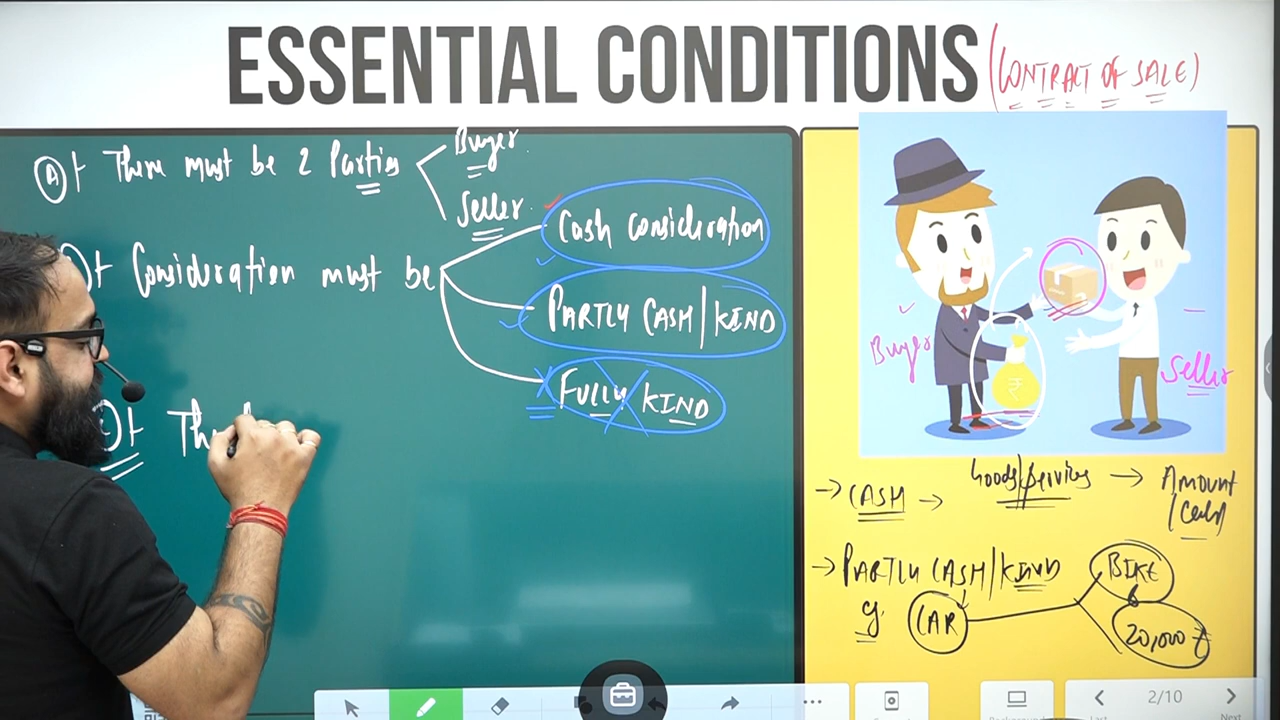 ESSENTIAL CONDITIONS (CONTRACT OF SALE)
A There must be 2 Parties
Buyer
Seller
Consideration must be
Cash consideration
PARTLY CASH/KIND
FULLY KIND
Buyer
₹
Seller
→ CASH → Goods/Services → Amount
→ PARTLY CASH/KIND
eg. CAR
BIKE
&
20,000 ₹
2/10
Last
Next